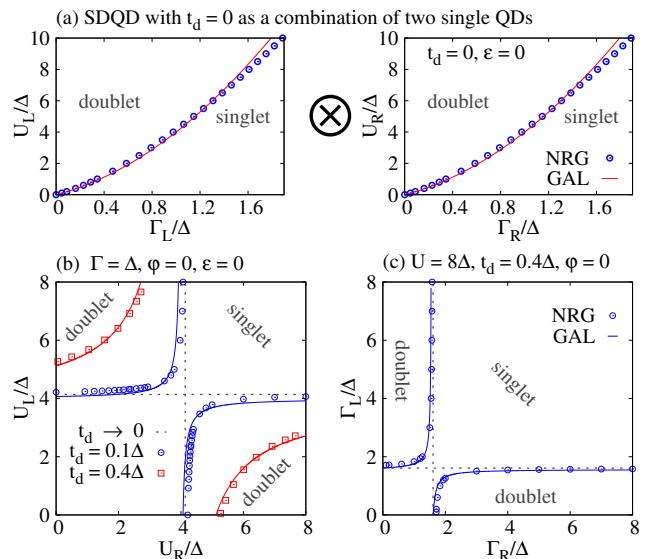 (a) SDQD with t_d = 0 as a combination of two single QDs
10
8
6
4
2
0
U_L/Δ
doublet
singlet
0
0.4
0.8
1.2
1.6
Γ_L/Δ
⊗
10
8
6
4
2
0
U_R/Δ
t_d = 0, ε = 0
doublet
singlet
NRG
GAL
0
0.4
0.8
1.2
1.6
Γ_R/Δ
(b) Γ = Δ, φ = 0, ε = 0
8
6
4
2
0
U_L/Δ
doublet
singlet
t_d → 0
t_d = 0.1Δ
t_d = 0.4Δ
doublet
0
2
4
6
8
U_R/Δ
(c) U = 8Δ, t_d = 0.4Δ, φ = 0
8
6
4
2
0
Γ_L/Δ
NRG
GAL
doublet
singlet
doublet
0
2
4
6
8
Γ_R/Δ